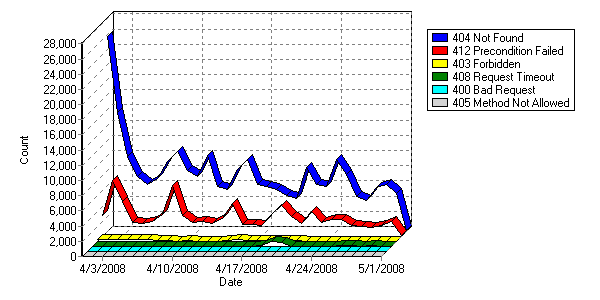 28,000
26,000
24,000
22,000
20,000
18,000
16,000
14,000
12,000
10,000
8,000
6,000
4,000
2,000
0
Count
4/3/2008 4/10/2008 4/17/2008 4/24/2008 5/1/2008
Date
404 Not Found
412 Precondition Failed
403 Forbidden
408 Request Timeout
400 Bad Request
405 Method Not Allowed